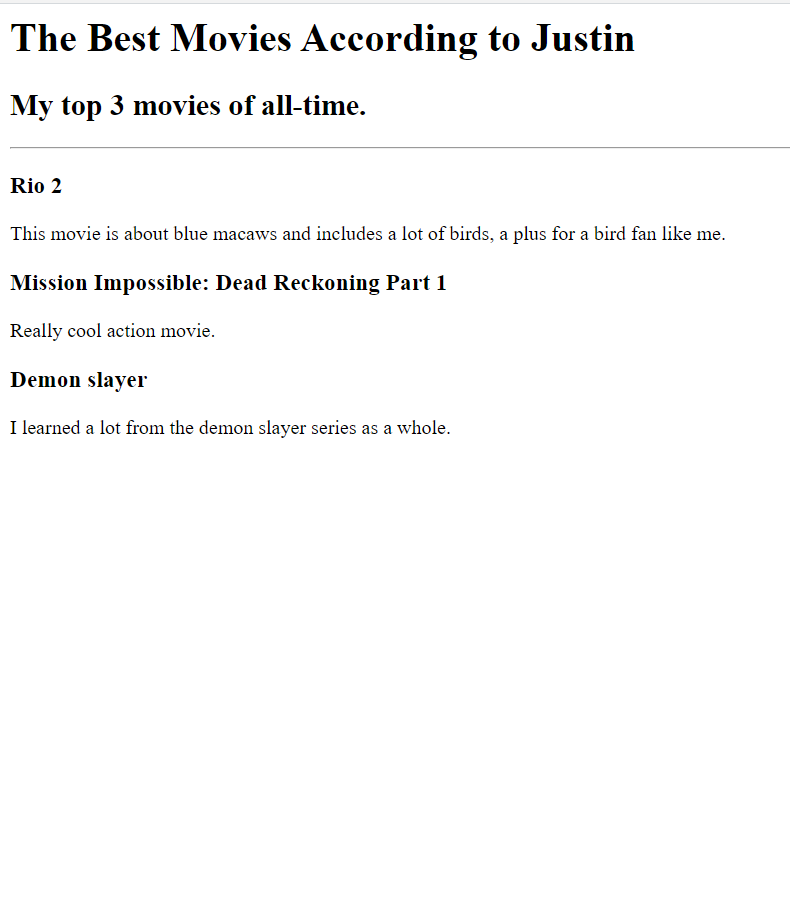 The Best Movies According to Justin
My top 3 movies of all-time.
Rio 2
This movie is about blue macaws and includes a lot of birds, a plus for a bird fan like me.
Mission Impossible: Dead Reckoning Part 1
Really cool action movie.
Demon slayer
I learned a lot from the demon slayer series as a whole.